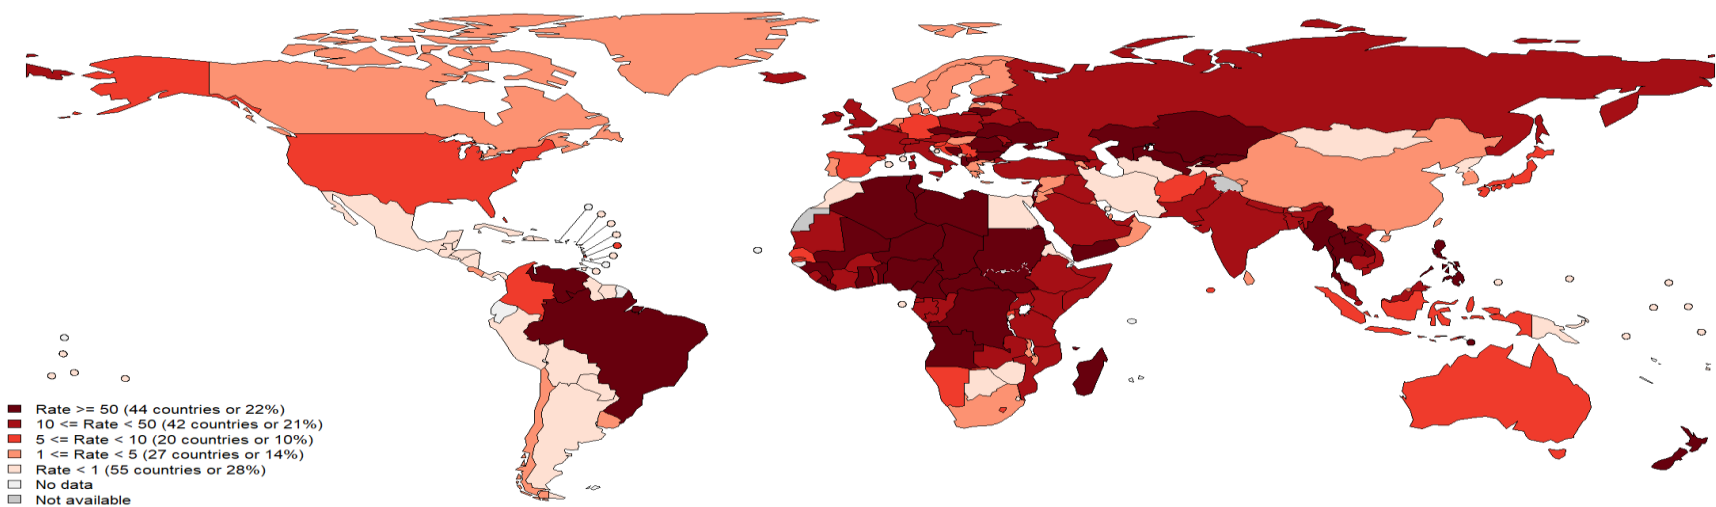 Rate >= 50 (44 countries or 22%)
10 <= Rate < 50 (42 countries or 21%)
5 <= Rate < 10 (20 countries or 10%)
1 <= Rate < 5 (27 countries or 14%)
Rate < 1 (55 countries or 28%)
No data
Not available